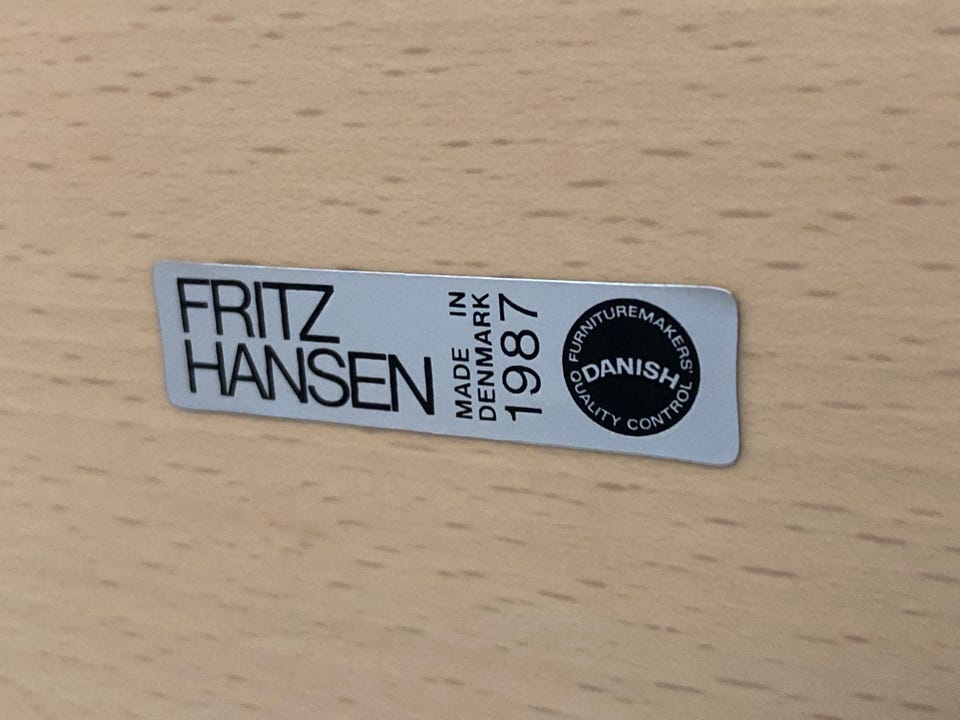 FRITZ
HANSEN
MADE IN
DENMARK
1987
FURNITUREMAKERS'
DANISH
QUALITY CONTROL